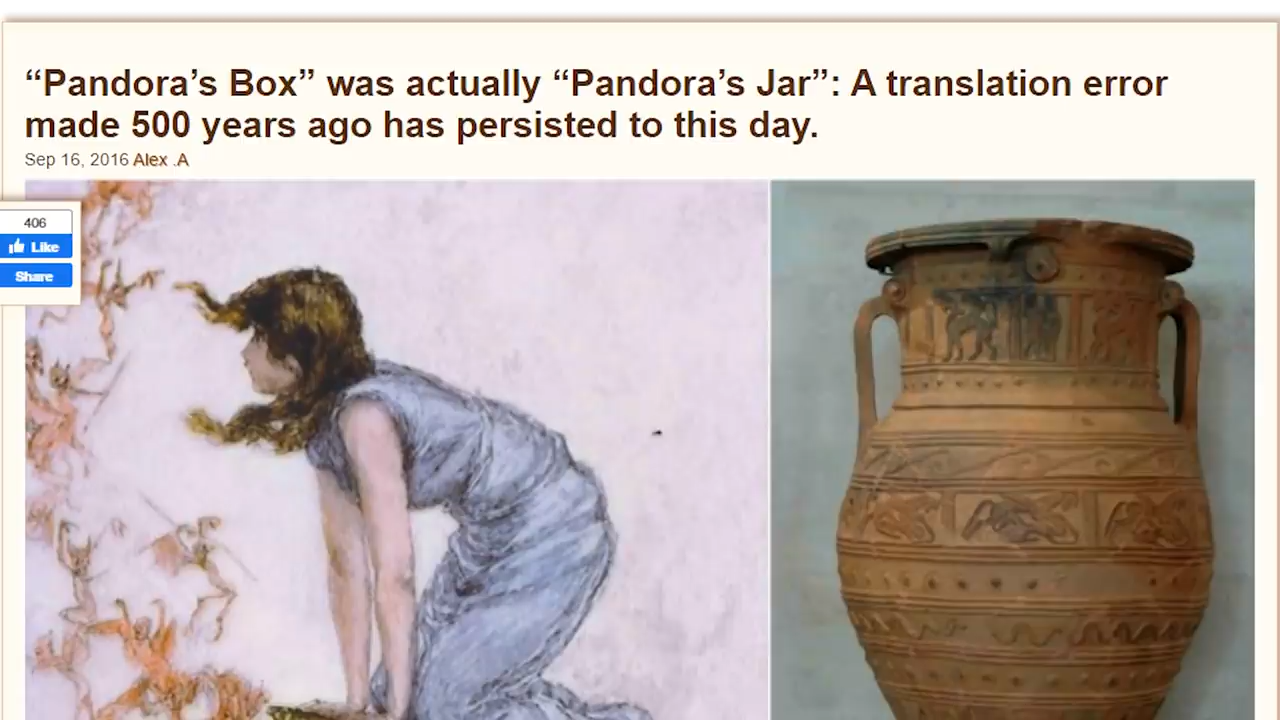 “Pandora’s Box” was actually “Pandora’s Jar”: A translation error
made 500 years ago has persisted to this day.
Sep 16, 2016 Alex .A
406
Like
Share